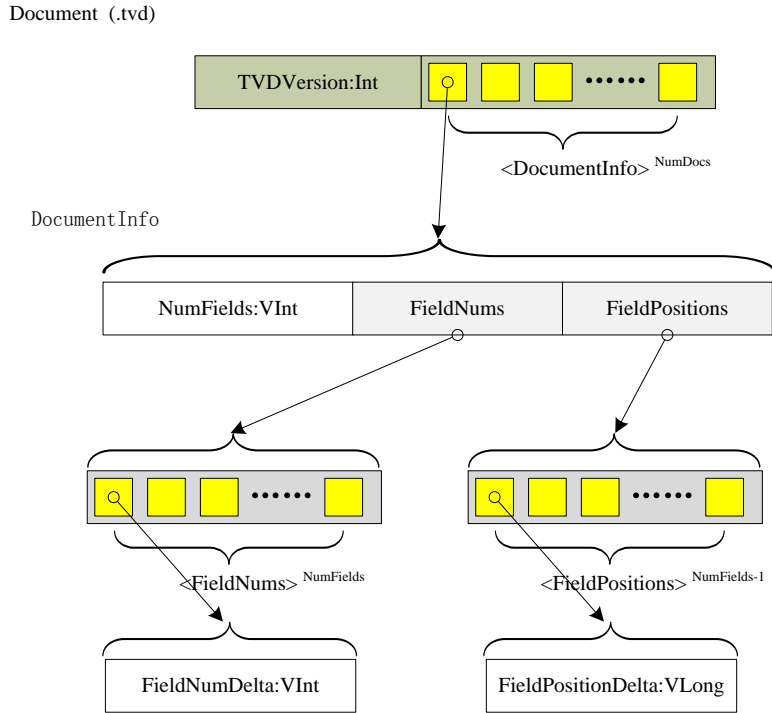 Document (.tvd)
TVDVersion:Int
<DocumentInfo> NumDocs
DocumentInfo
NumFields:VInt FieldNums FieldPositions
<FieldNums> NumFields <FieldPositions> NumFields-1
FieldNumDelta:VInt FieldPositionDelta:VLong